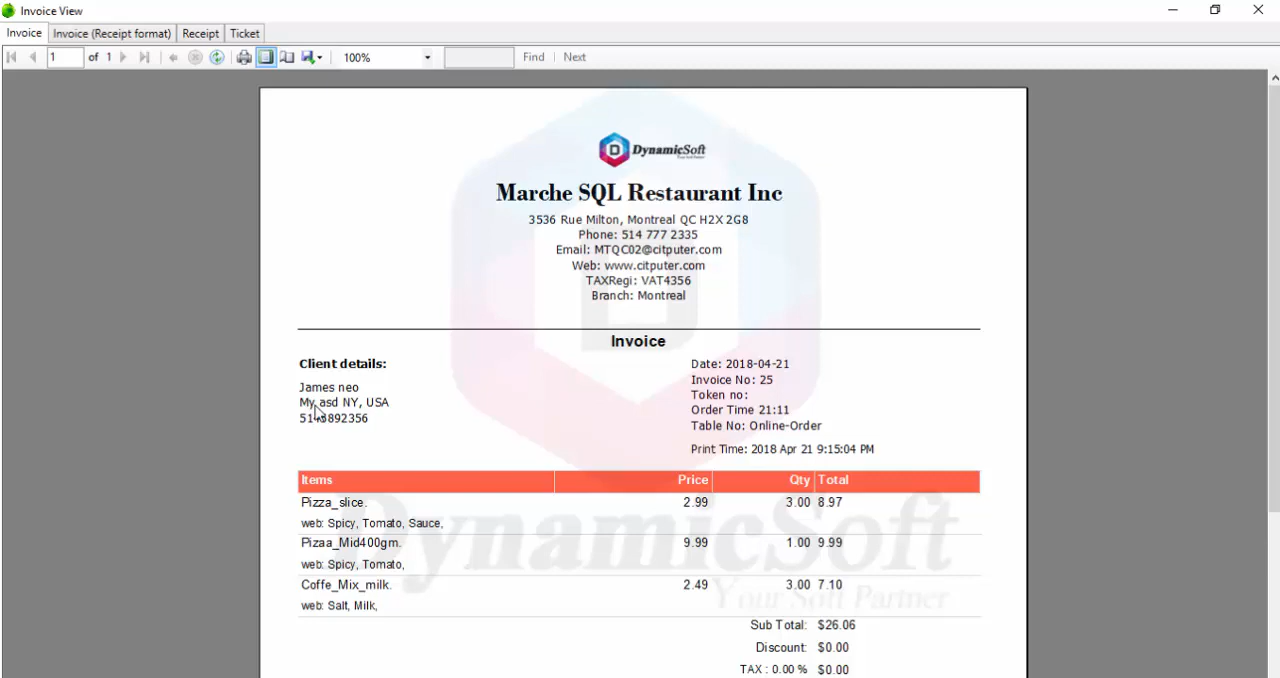 Invoice View
Invoice Invoice (Receipt format) Receipt Ticket
1 of 1 100% Find Next
DynamicSoft
Marche SQL Restaurant Inc
3536 Rue Milton, Montreal QC H2X 2G8
Phone: 514 777 2335
Email: MTQC02@citputer.com
Web: www.citputer.com
TAXRegi: VAT4356
Branch: Montreal
Invoice
Client details:
James neo
My asd NY, USA
Date: 2018-04-21
Invoice No: 25
Token no:
Order Time 21:11
Table No: Online-Order
Print Time: 2018 Apr 21 9:15:04 PM
Items Price Qty Total
Pizza_slice. 2.99 3.00 8.97
web: Spicy, Tomato, Sauce,
Pizaa_Mid400gm. 9.99 1.00 9.99
web: Spicy, Tomato,
Coffe_Mix_milk. 2.49 3.00 7.10
web: Salt, Milk,
Sub Total: $26.06
Discount: $0.00
TAX : 0.00 % $0.00
DynamicSoft
Your Soft Partner